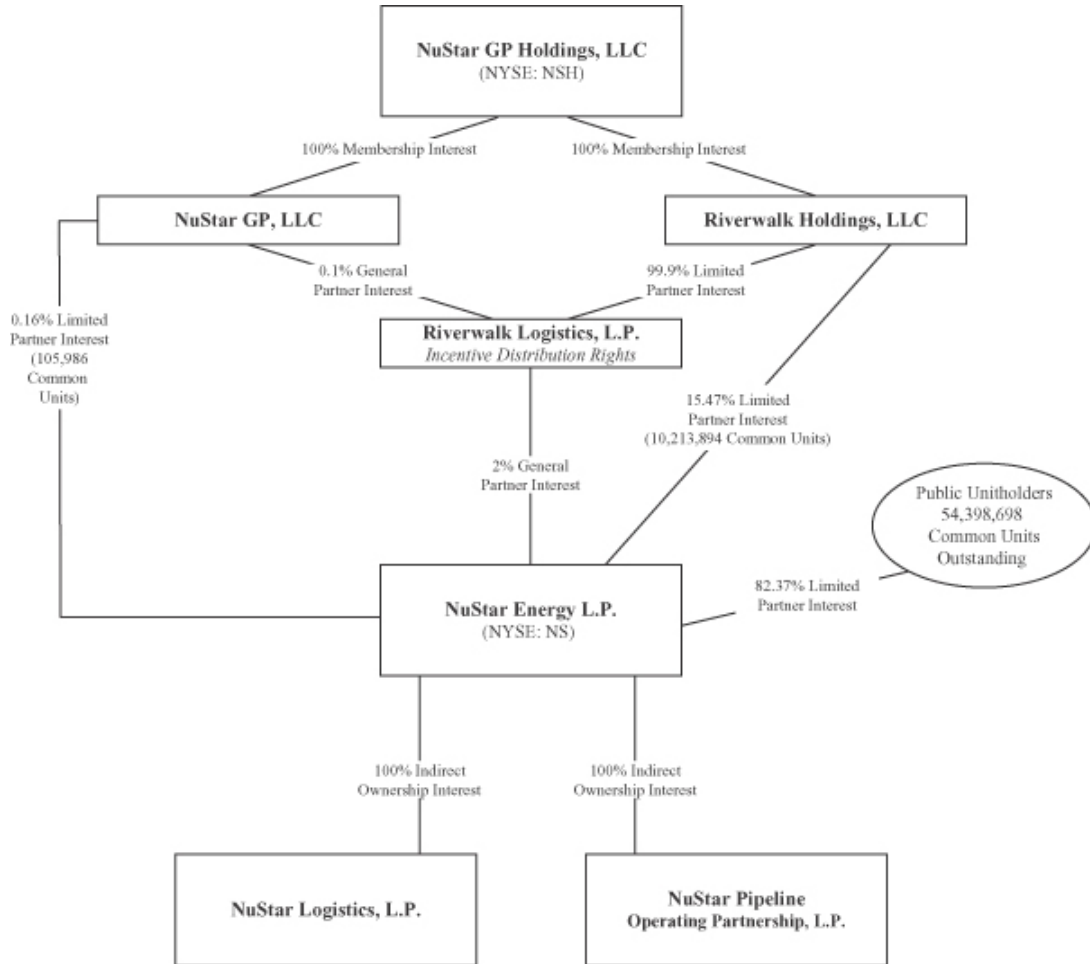 NuStar GP Holdings, LLC
(NYSE: NSH)
100% Membership Interest
100% Membership Interest
NuStar GP, LLC
Riverwalk Holdings, LLC
0.1% General
Partner Interest
99.9% Limited
Partner Interest
0.16% Limited
Partner Interest
(105,986
Common
Units)
Riverwalk Logistics, L.P.
Incentive Distribution Rights
15.47% Limited
Partner Interest
(10,213,894 Common Units)
2% General
Partner Interest
Public Unitholders
54,398,698
Common Units
Outstanding
82.37% Limited
Partner Interest
NuStar Energy L.P.
(NYSE: NS)
100% Indirect
Ownership Interest
100% Indirect
Ownership Interest
NuStar Logistics, L.P.
NuStar Pipeline
Operating Partnership, L.P.